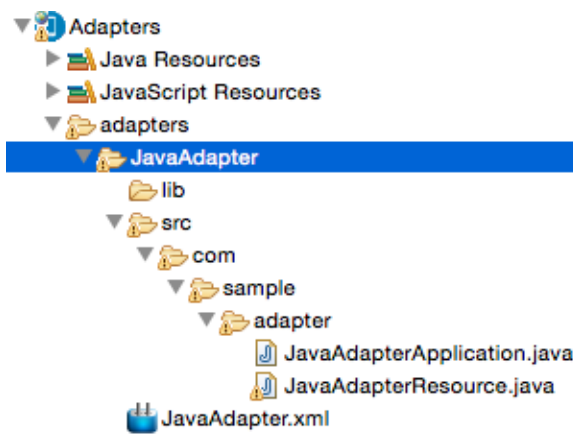 Adapters
Java Resources
JavaScript Resources
adapters
JavaAdapter
lib
src
com
sample
adapter
JavaAdapterApplication.java
JavaAdapterResource.java
JavaAdapter.xml